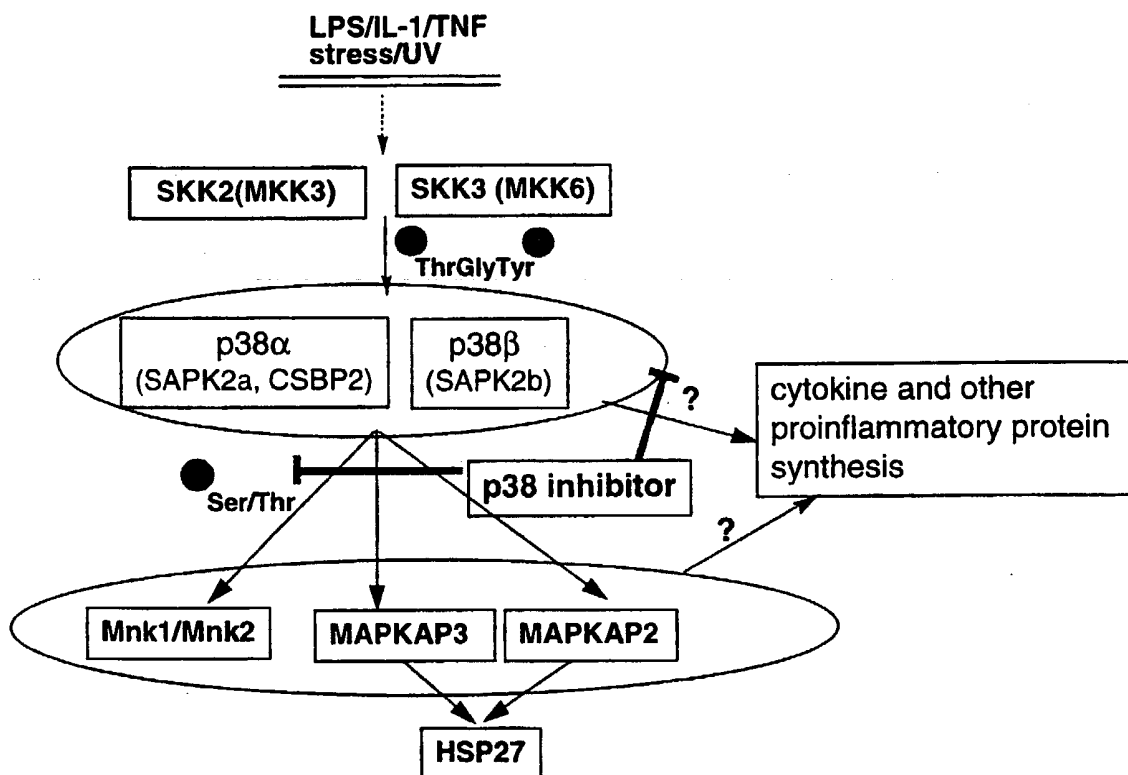 LPS/IL-1/TNF
stress/UV
SKK2(MKK3)
SKK3 (MKK6)
ThrGlyTyr
p38α
(SAPK2a, CSBP2)
p38β
(SAPK2b)
?
cytokine and other
proinflammatory protein
synthesis
p38 inhibitor
Ser/Thr
?
Mnk1/Mnk2
MAPKAP3
MAPKAP2
HSP27